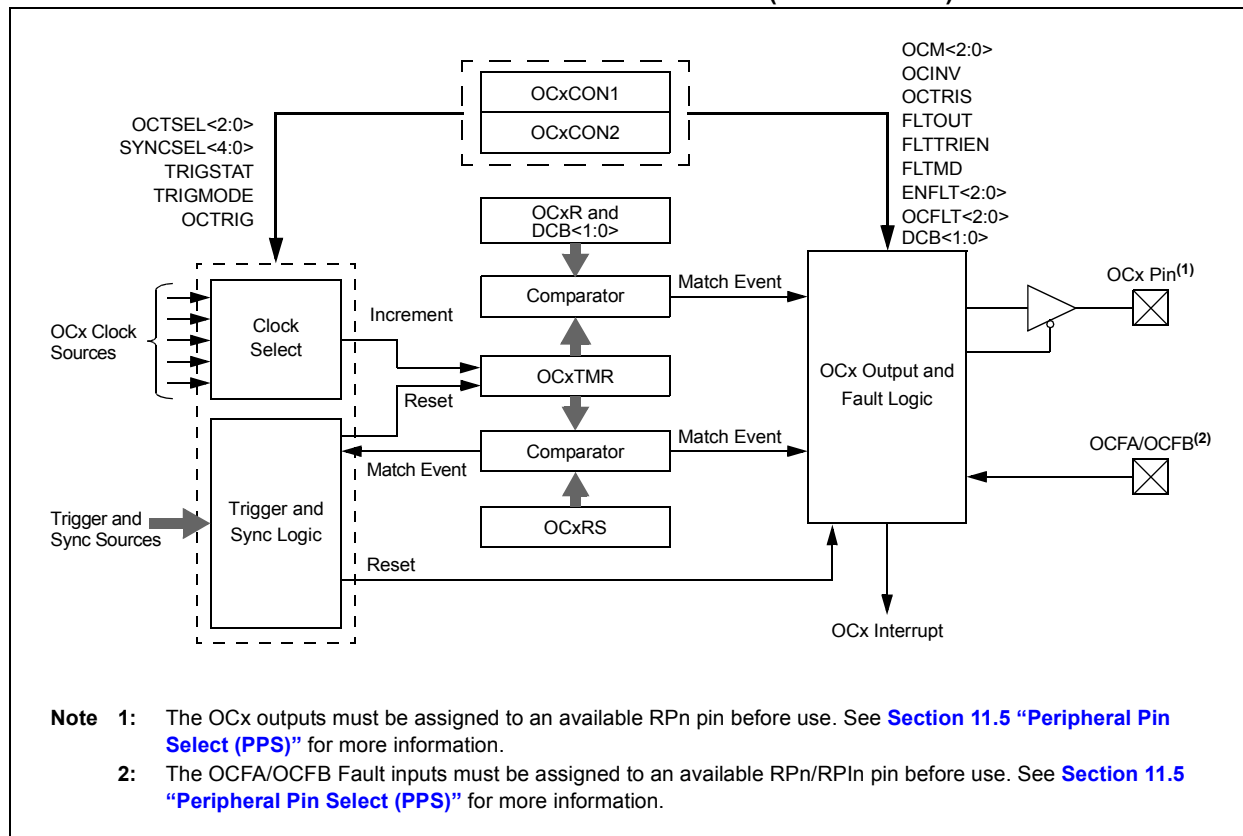 OCxCON1
OCxCON2
OCTSEL<2:0>
SYNCSEL<4:0>
TRIGSTAT
TRIGMODE
OCTRIG
OCM<2:0>
OCINV
OCTRIS
FLTOUT
FLTTRIEN
FLTMD
ENFLT<2:0>
OCFLT<2:0>
DCB<1:0>
OCxR and
DCB<1:0>
Comparator
Match Event
OCx Pin(1)
OCx Clock
Sources
Clock
Select
Increment
OCxTMR
Reset
OCx Output and
Fault Logic
Comparator
Match Event
Match Event
OCFA/OCFB(2)
Trigger and
Sync Sources
Trigger and
Sync Logic
OCxRS
Reset
OCx Interrupt
Note 1: The OCx outputs must be assigned to an available RPn pin before use. See Section 11.5 “Peripheral Pin
Select (PPS)” for more information.
2: The OCFA/OCFB Fault inputs must be assigned to an available RPn/RPIn pin before use. See Section 11.5
“Peripheral Pin Select (PPS)” for more information.